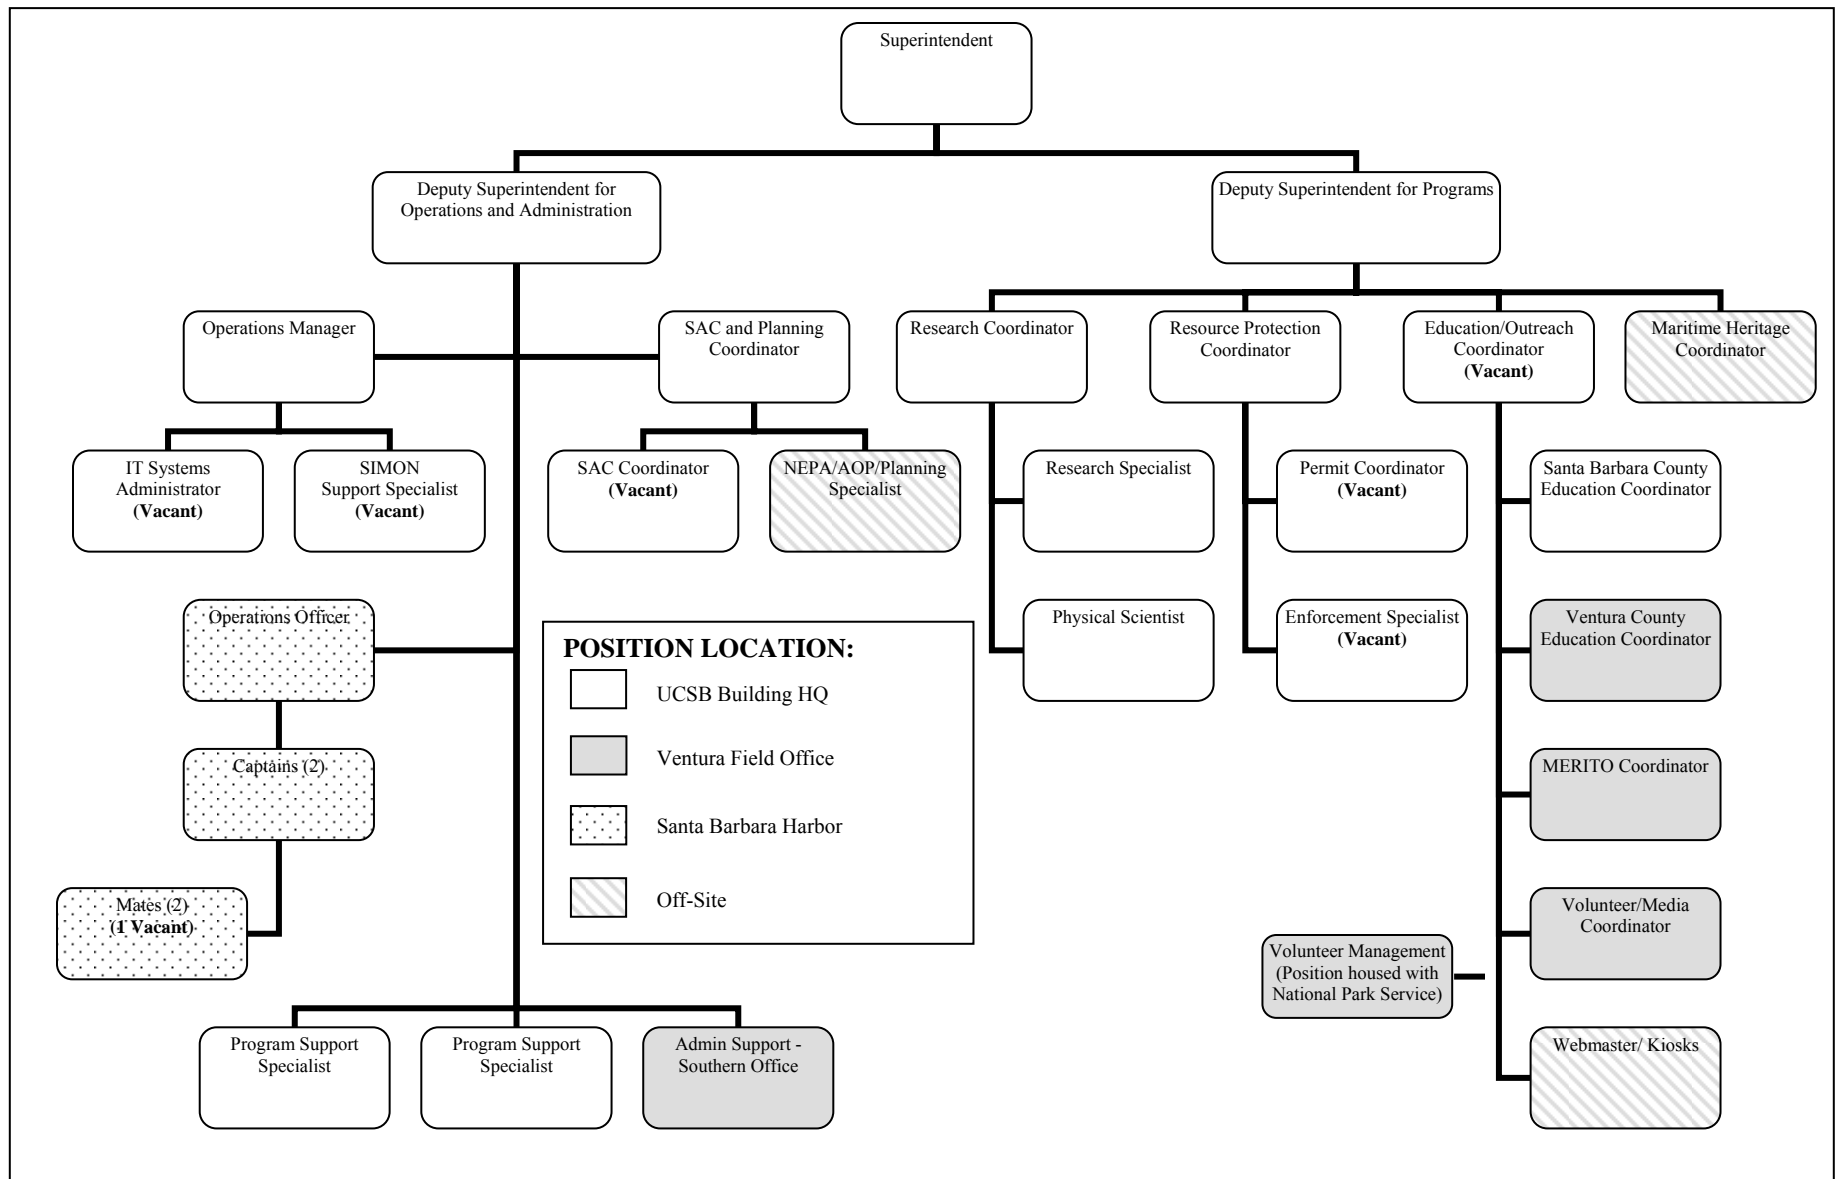 Superintendent
Deputy Superintendent for
Operations and Administration
Deputy Superintendent for Programs
Operations Manager
SAC and Planning
Coordinator
Research Coordinator
Resource Protection
Coordinator
Education/Outreach
Coordinator
(Vacant)
Maritime Heritage
Coordinator
IT Systems
Administrator
(Vacant)
SIMON
Support Specialist
(Vacant)
SAC Coordinator
(Vacant)
NEPA/AOP/Planning
Specialist
Research Specialist
Permit Coordinator
(Vacant)
Santa Barbara County
Education Coordinator
Operations Officer
Physical Scientist
Enforcement Specialist
(Vacant)
Ventura County
Education Coordinator
POSITION LOCATION:
UCSB Building HQ
Ventura Field Office
Santa Barbara Harbor
Off-Site
Captains (2)
MERITO Coordinator
Mates (2)
(1 Vacant)
Volunteer/Media
Coordinator
Volunteer Management
(Position housed with
National Park Service)
Program Support
Specialist
Program Support
Specialist
Admin Support -
Southern Office
Webmaster/ Kiosks